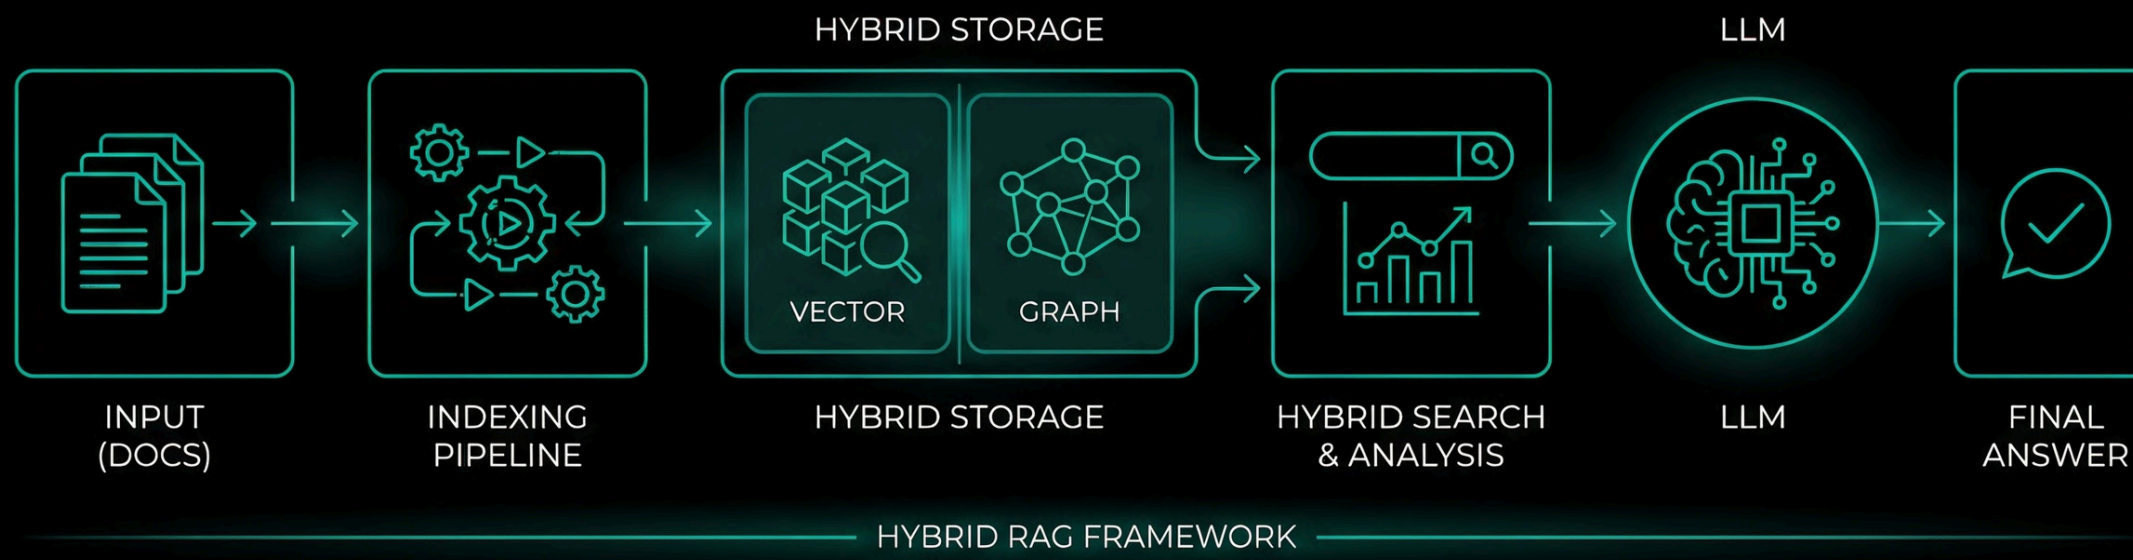 HYBRID STORAGE
LLM
VECTOR
GRAPH
INPUT
(DOCS)
INDEXING
PIPELINE
HYBRID STORAGE
HYBRID SEARCH
& ANALYSIS
LLM
FINAL
ANSWER
HYBRID RAG FRAMEWORK